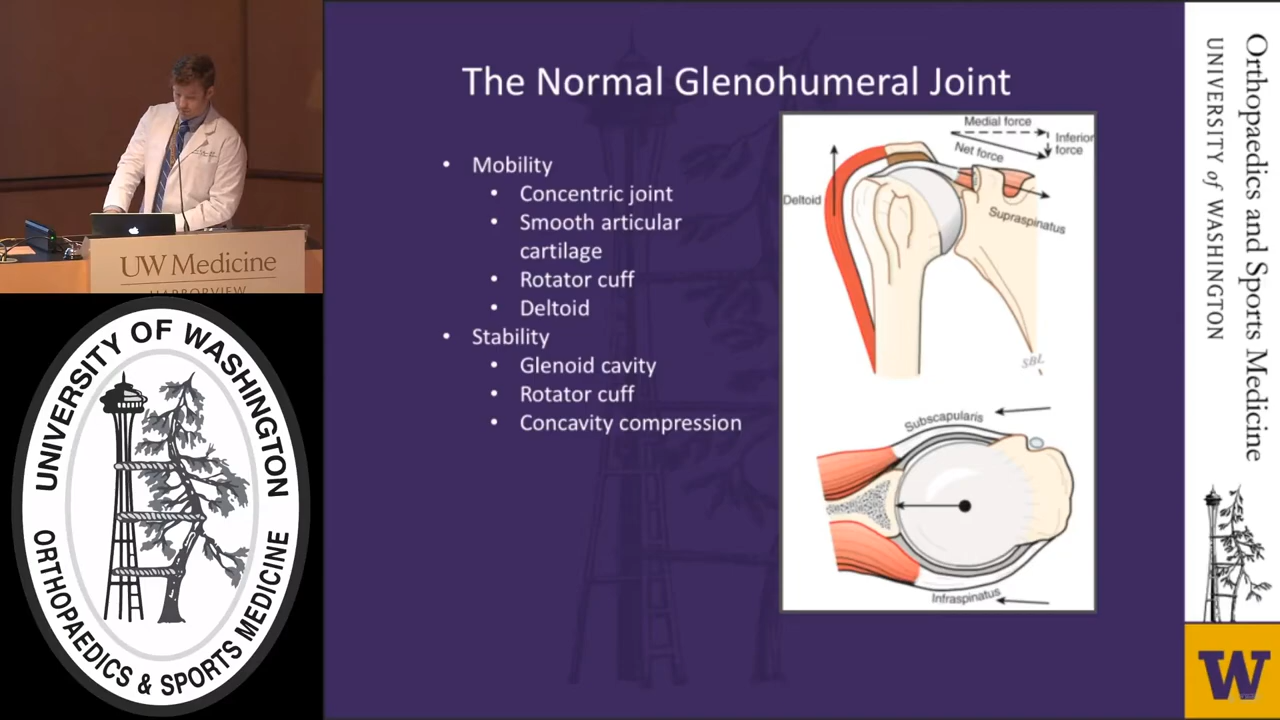 The Normal Glenohumeral Joint
• Mobility
• Concentric joint
• Smooth articular
cartilage
• Rotator cuff
• Deltoid
• Stability
• Glenoid cavity
• Rotator cuff
• Concavity compression
Medial force
Inferior
force
Net force
Deltoid
Supraspinatus
SBL
Subscapularis
Infraspinatus
UW Medicine
HARBORVIEW
UNIVERSITY OF WASHINGTON
ORTHOPAEDICS & SPORTS MEDICINE
Orthopaedics and Sports Medicine
UNIVERSITY of WASHINGTON
W